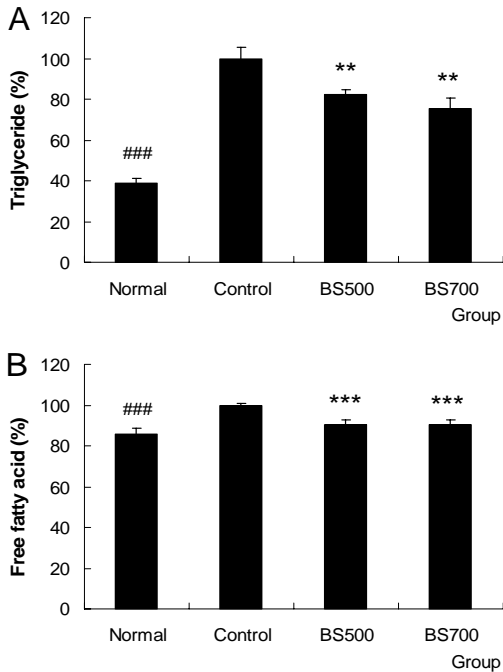 A
Triglyceride (%)
120
100
80
60
40
20
0
###
**
**
Normal Control BS500 BS700
Group
B
Free fatty acid (%)
120
100
80
60
40
20
0
###
***
***
Normal Control BS500 BS700
Group